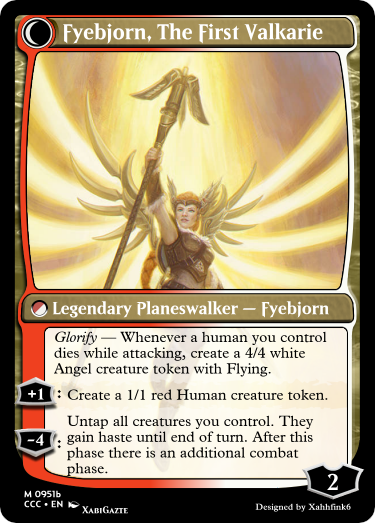 Fyebjorn, The First Valkarie
Legendary Planeswalker — Fyebjorn
Glorify — Whenever a human you control
dies while attacking, create a 4/4 white
Angel creature token with Flying.
+1: Create a 1/1 red Human creature token.
Untap all creatures you control. They
-4: gain haste until end of turn. After this
phase there is an additional combat
phase.
2
M 0951b
CCC • EN XabiGazte
Designed by Xahhfink6